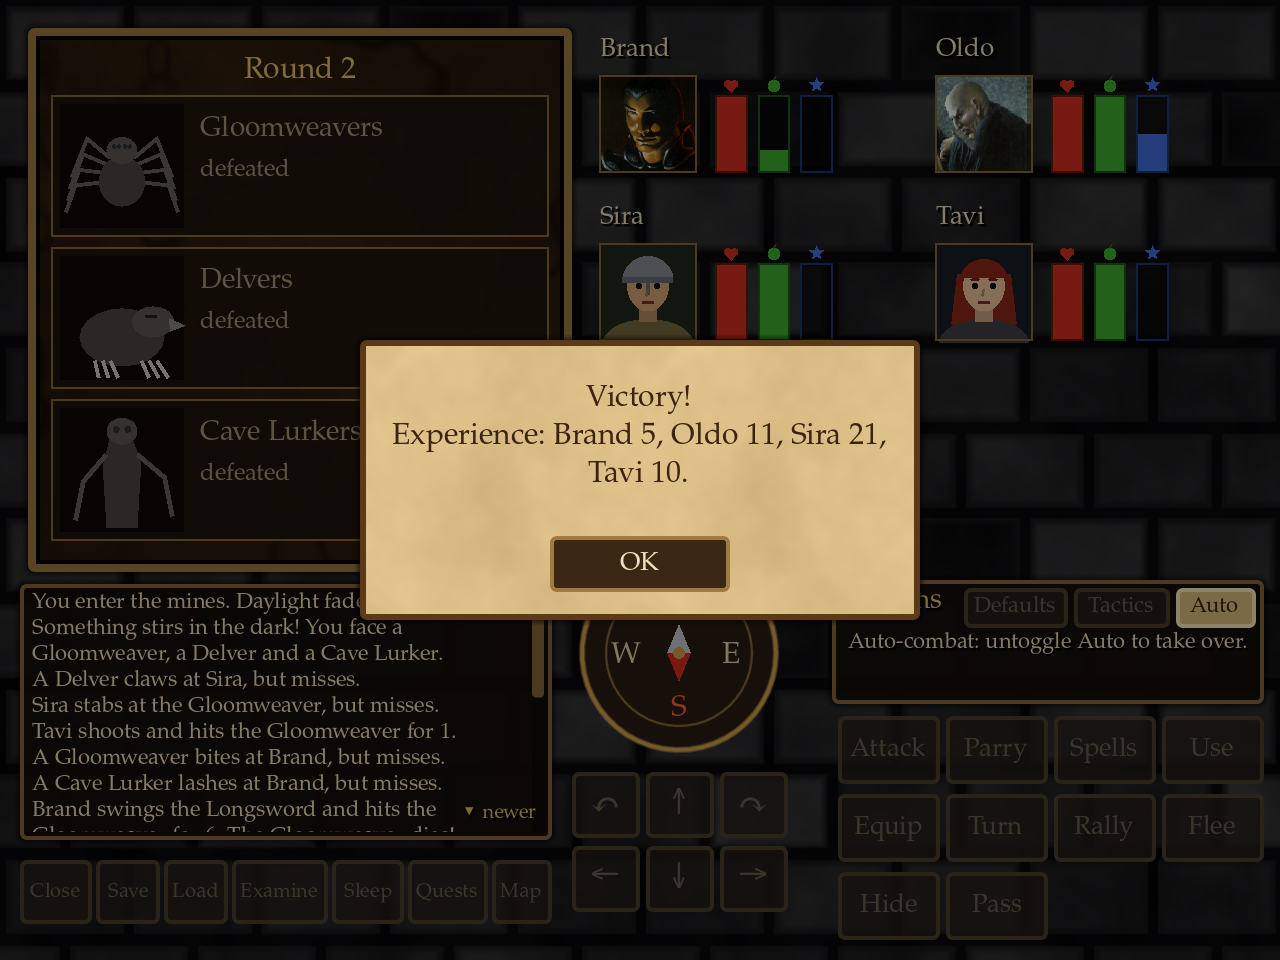 Round 2
Gloomweavers
defeated
Delvers
defeated
Cave Lurkers
defeated
Brand
Oldo
Sira
Tavi
Victory!
Experience: Brand 5, Oldo 11, Sira 21,
Tavi 10.
OK
You enter the mines. Daylight fade
Something stirs in the dark! You face a
Gloomweaver, a Delver and a Cave Lurker.
A Delver claws at Sira, but misses.
Sira stabs at the Gloomweaver, but misses.
Tavi shoots and hits the Gloomweaver for 1.
A Gloomweaver bites at Brand, but misses.
A Cave Lurker lashes at Brand, but misses.
Brand swings the Longsword and hits the
▼ newer
Close Save Load Examine Sleep Quests Map
W E
S
ns Defaults Tactics Auto
Auto-combat: untoggle Auto to take over.
Attack Parry Spells Use
Equip Turn Rally Flee
Hide Pass